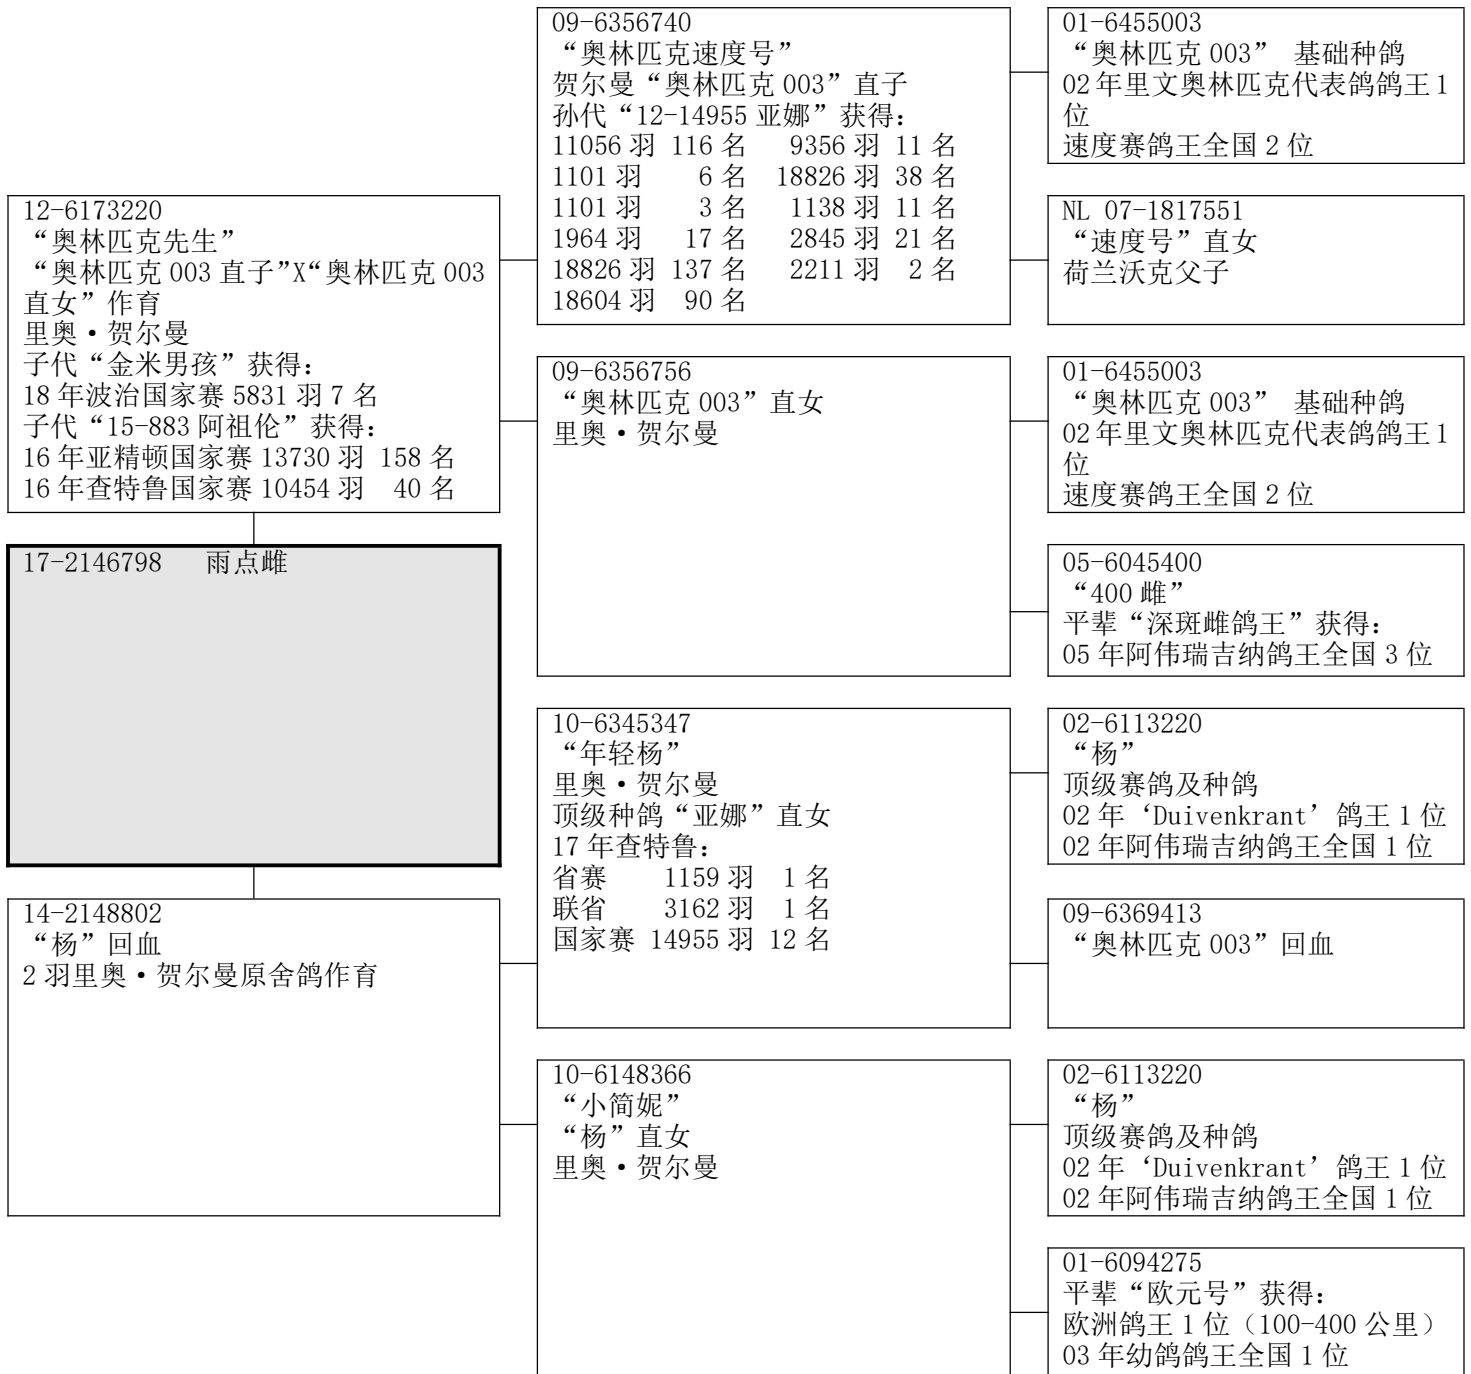 12-6173220
“奥林匹克先生”
“奥林匹克 003 直子”X“奥林匹克 003
直女”作育
里奥·贺尔曼
子代“金米男孩”获得：
18 年波治国家赛 5831 羽 7 名
子代“15-883 阿祖伦”获得：
16 年亚精顿国家赛 13730 羽 158 名
16 年查特鲁国家赛 10454 羽 40 名
17-2146798 雨点雌
14-2148802
“杨”回血
2 羽里奥·贺尔曼原舍鸽作育
09-6356740
“奥林匹克速度号”
贺尔曼“奥林匹克 003”直子
孙代“12-14955 亚娜”获得：
11056 羽 116 名 9356 羽 11 名
1101 羽 6 名 18826 羽 38 名
1101 羽 3 名 1138 羽 11 名
1964 羽 17 名 2845 羽 21 名
18826 羽 137 名 2211 羽 2 名
18604 羽 90 名
09-6356756
“奥林匹克 003”直女
里奥·贺尔曼
10-6345347
“年轻杨”
里奥·贺尔曼
顶级种鸽“亚娜”直女
17 年查特鲁：
省赛 1159 羽 1 名
联省 3162 羽 1 名
国家赛 14955 羽 12 名
10-6148366
“小简妮”
“杨”直女
里奥·贺尔曼
01-6455003
“奥林匹克 003” 基础种鸽
02 年里文奥林匹克代表鸽鸽王 1
位
速度赛鸽王全国 2 位
NL 07-1817551
“速度号”直女
荷兰沃克父子
01-6455003
“奥林匹克 003” 基础种鸽
02 年里文奥林匹克代表鸽鸽王 1
位
速度赛鸽王全国 2 位
05-6045400
“400 雌”
平辈“深斑雌鸽王”获得：
05 年阿伟瑞吉纳鸽王全国 3 位
02-6113220
“杨”
顶级赛鸽及种鸽
02 年‘Duivenkrant’鸽王 1 位
02 年阿伟瑞吉纳鸽王全国 1 位
09-6369413
“奥林匹克 003”回血
02-6113220
“杨”
顶级赛鸽及种鸽
02 年‘Duivenkrant’鸽王 1 位
02 年阿伟瑞吉纳鸽王全国 1 位
01-6094275
平辈“欧元号”获得：
欧洲鸽王 1 位（100-400 公里）
03 年幼鸽鸽王全国 1 位